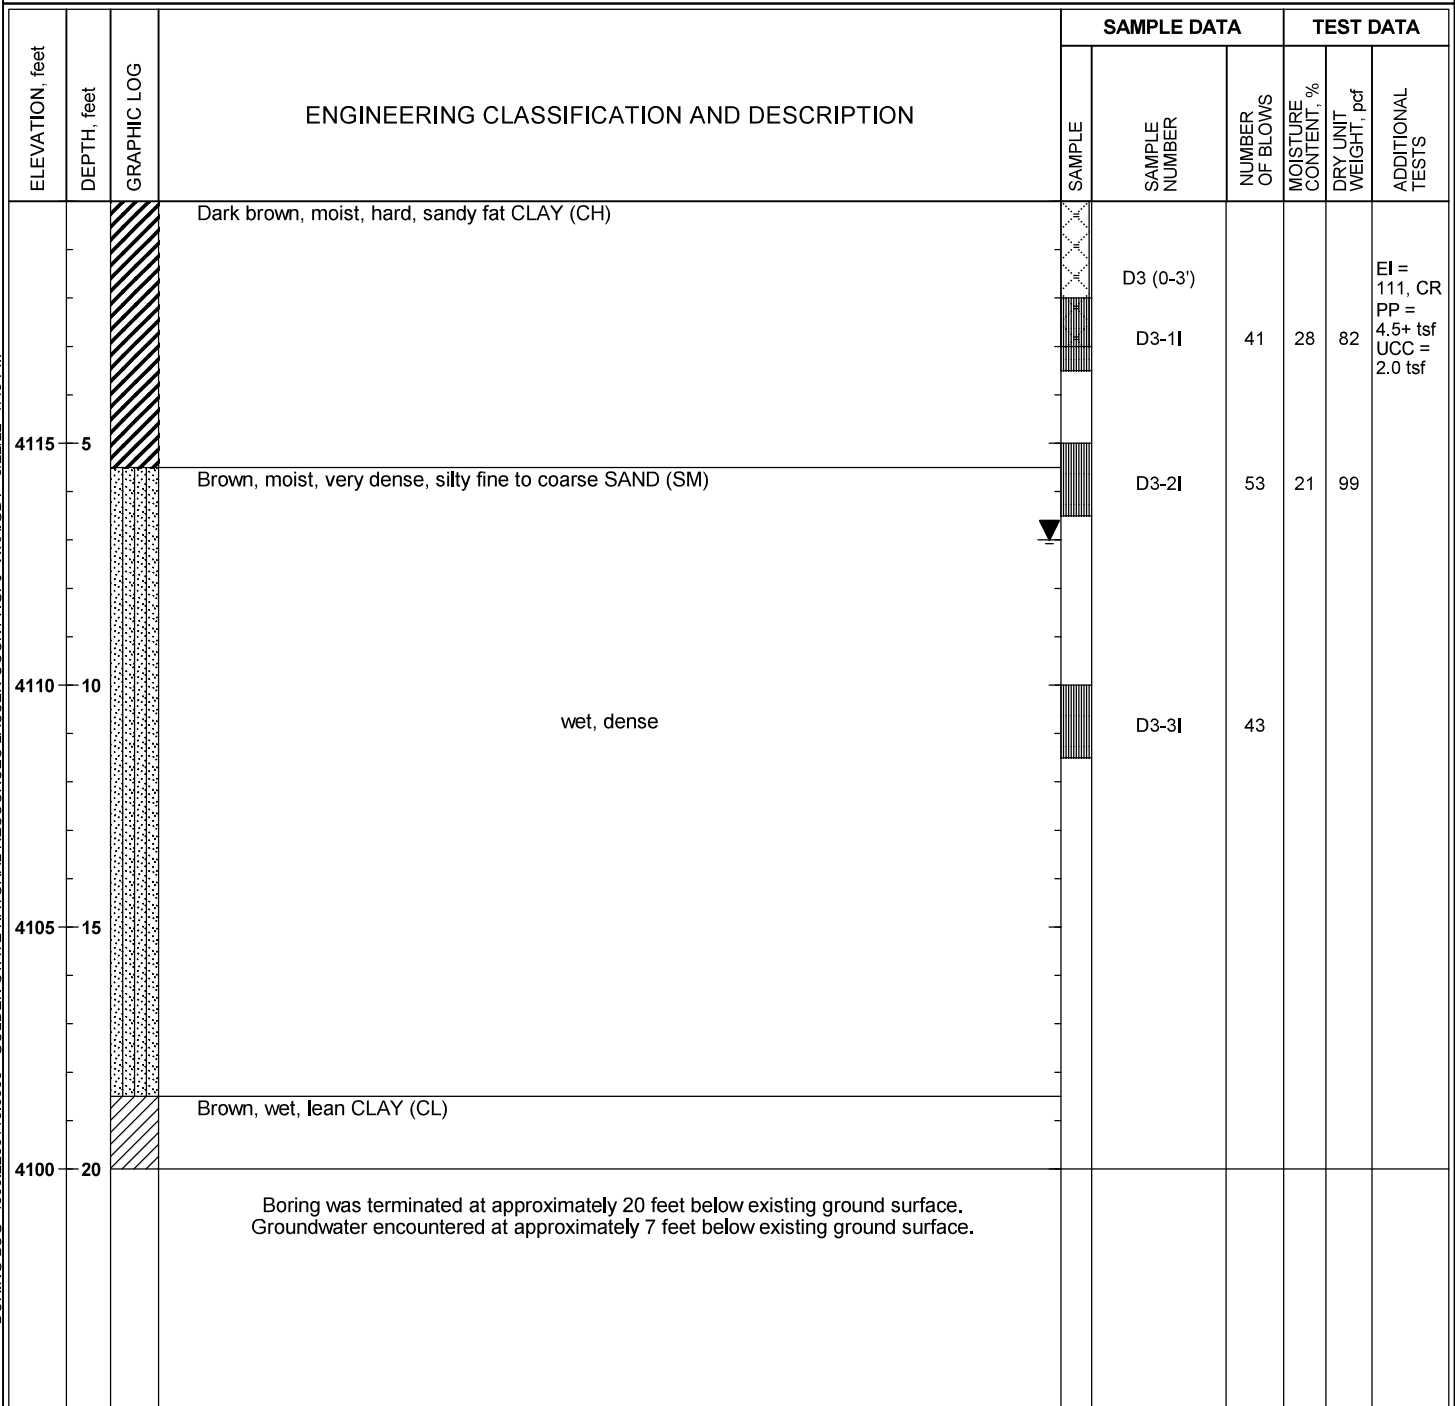 SAMPLE DATA
TEST DATA
ELEVATION, feet
DEPTH, feet
GRAPHIC LOG
ENGINEERING CLASSIFICATION AND DESCRIPTION
SAMPLE
SAMPLE
NUMBER
NUMBER
OF BLOWS
MOISTURE
CONTENT, %
DRY UNIT
WEIGHT, pcf
ADDITIONAL
TESTS
Dark brown, moist, hard, sandy fat CLAY (CH)
D3 (0-3')
EI =
111, CR
PP =
4.5+ tsf
UCC =
2.0 tsf
D3-1I 41 28 82
4115 5
Brown, moist, very dense, silty fine to coarse SAND (SM)
D3-2I 53 21 99
4110 10
wet, dense
D3-3I 43
4105 15
Brown, wet, lean CLAY (CL)
4100 20
Boring was terminated at approximately 20 feet below existing ground surface.
Groundwater encountered at approximately 7 feet below existing ground surface.